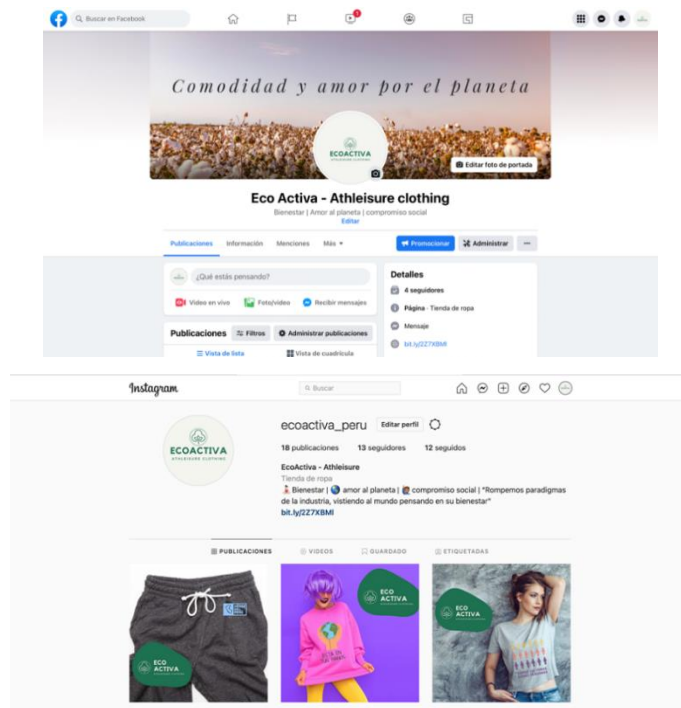 Buscar en Facebook
Comodidad y amor por el planeta
ECOACTIVA
Editar foto de portada
Eco Activa - Athleisure clothing
Bienestar | Amor al planeta | compromiso social
Editar
Publicaciones Información Menciones Más
Promocionar Administrar
¿Qué estás pensando?
Video en vivo Foto/video Recibir mensajes
Publicaciones Filtros Administrar publicaciones
Vista de lista Vista de cuadrícula
Detalles
4 seguidores
Página · Tienda de ropa
Mensaje
bit.ly/2Z7XBMI
Instagram
Buscar
ECOACTIVA
ATHLEISURE CLOTHING
ecoactiva_peru Editar perfil
18 publicaciones 13 seguidores 12 seguidos
EcoActiva - Athleisure
Tienda de ropa
Bienestar | amor al planeta | compromiso social | "Rompemos paradigmas
de la industria, vistiendo al mundo pensando en su bienestar"
bit.ly/2Z7XBMI
PUBLICACIONES VIDEOS GUARDADO ETIQUETADAS
ECO
ACTIVA
ECO
ACTIVA
ECO
ACTIVA